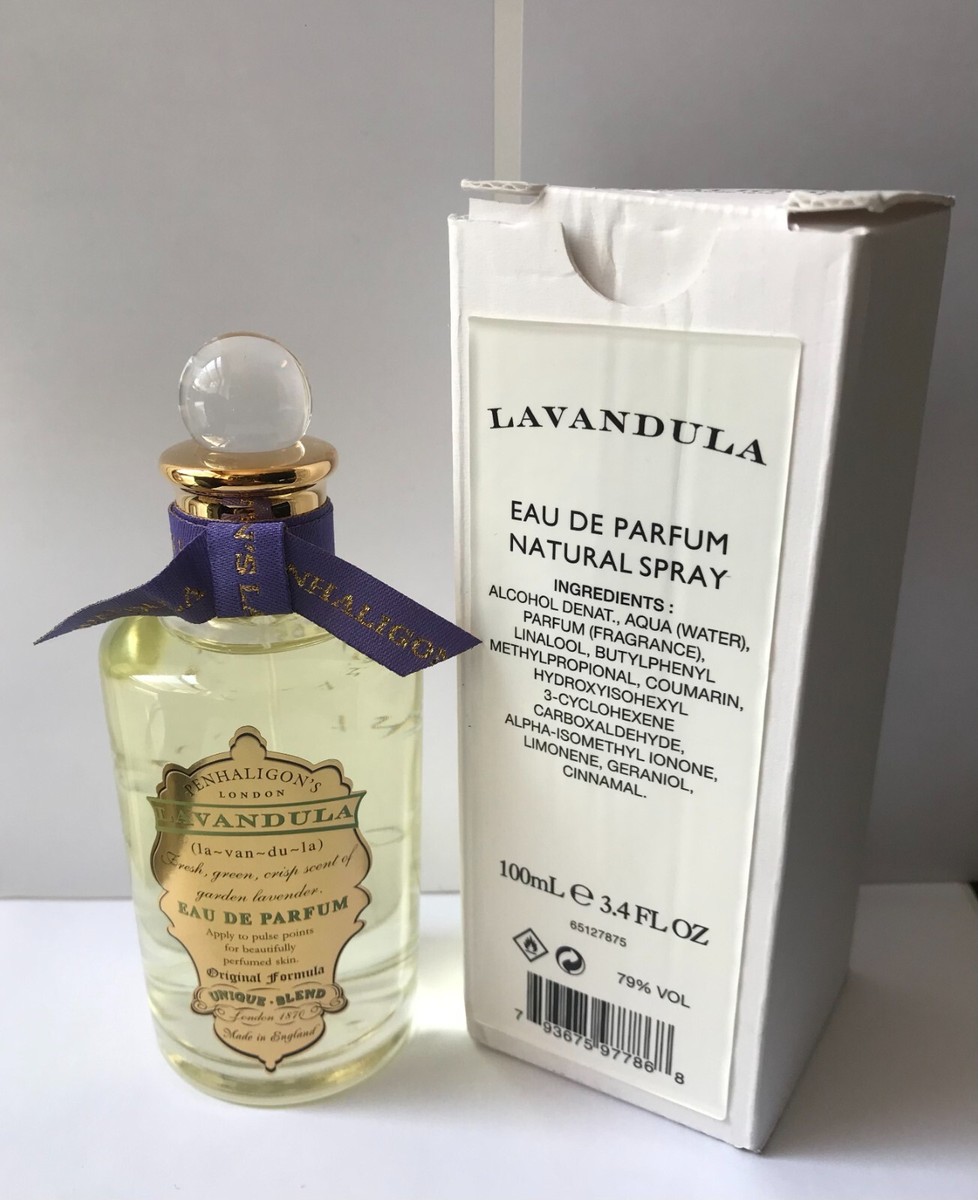 PENHALIGON'S
LONDON
LAVANDULA
(la~van~du~la)
Fresh, green, crisp scent of
garden lavender.
EAU DE PARFUM
Apply to pulse points
for beautifully
perfumed skin.
Original Formula
UNIQUE · BLEND
London 1870
Made in England
LAVANDULA
EAU DE PARFUM
NATURAL SPRAY
INGREDIENTS :
ALCOHOL DENAT., AQUA (WATER),
PARFUM (FRAGRANCE),
LINALOOL, BUTYLPHENYL
METHYLPROPIONAL, COUMARIN,
HYDROXYISOHEXYL
3-CYCLOHEXENE
CARBOXALDEHYDE,
ALPHA-ISOMETHYL IONONE,
LIMONENE, GERANIOL,
CINNAMAL.
100mL ℮ 3.4 FL OZ
65127875
79% VOL
7 93675 97786 8